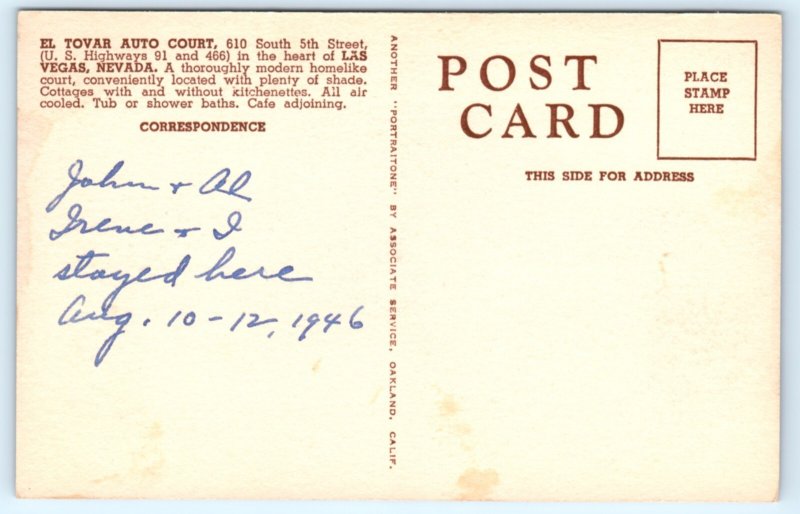 EL TOVAR AUTO COURT, 610 South 5th Street,
(U. S. Highways 91 and 466) in the heart of LAS
VEGAS, NEVADA. A thoroughly modern homelike
court, conveniently located with plenty of shade.
Cottages with and without kitchenettes. All air
cooled. Tub or shower baths. Cafe adjoining.
CORRESPONDENCE
John + Al
Irene + I
stayed here
Aug. 10-12, 1946
ANOTHER "PORTRAITONE" BY ASSOCIATE SERVICE, OAKLAND, CALIF.
POST
CARD
THIS SIDE FOR ADDRESS
PLACE
STAMP
HERE